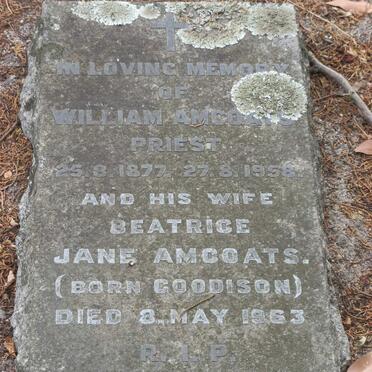 IN LOVING MEMORY
OF
WILLIAM AMCOATS
PRIEST
25.8.1877. 27.8.1958.
AND HIS WIFE
BEATRICE
JANE AMCOATS.
(BORN GOODISON)
DIED 8. MAY 1963
R.I.P.